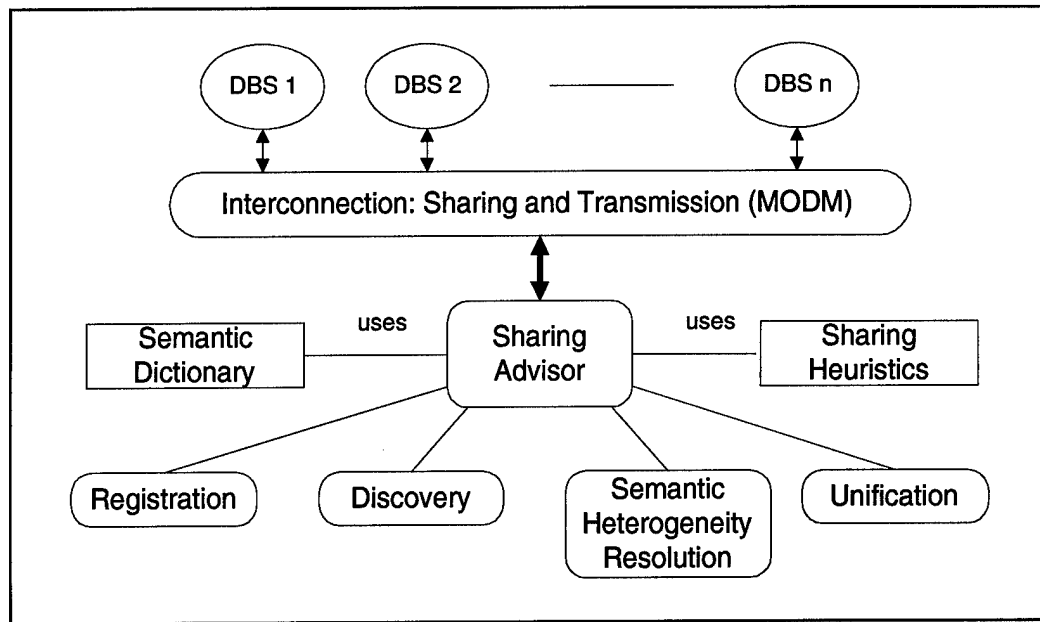 DBS 1
DBS 2
DBS n
Interconnection: Sharing and Transmission (MODM)
uses
uses
Semantic
Dictionary
Sharing
Advisor
Sharing
Heuristics
Registration
Discovery
Semantic
Heterogeneity
Resolution
Unification